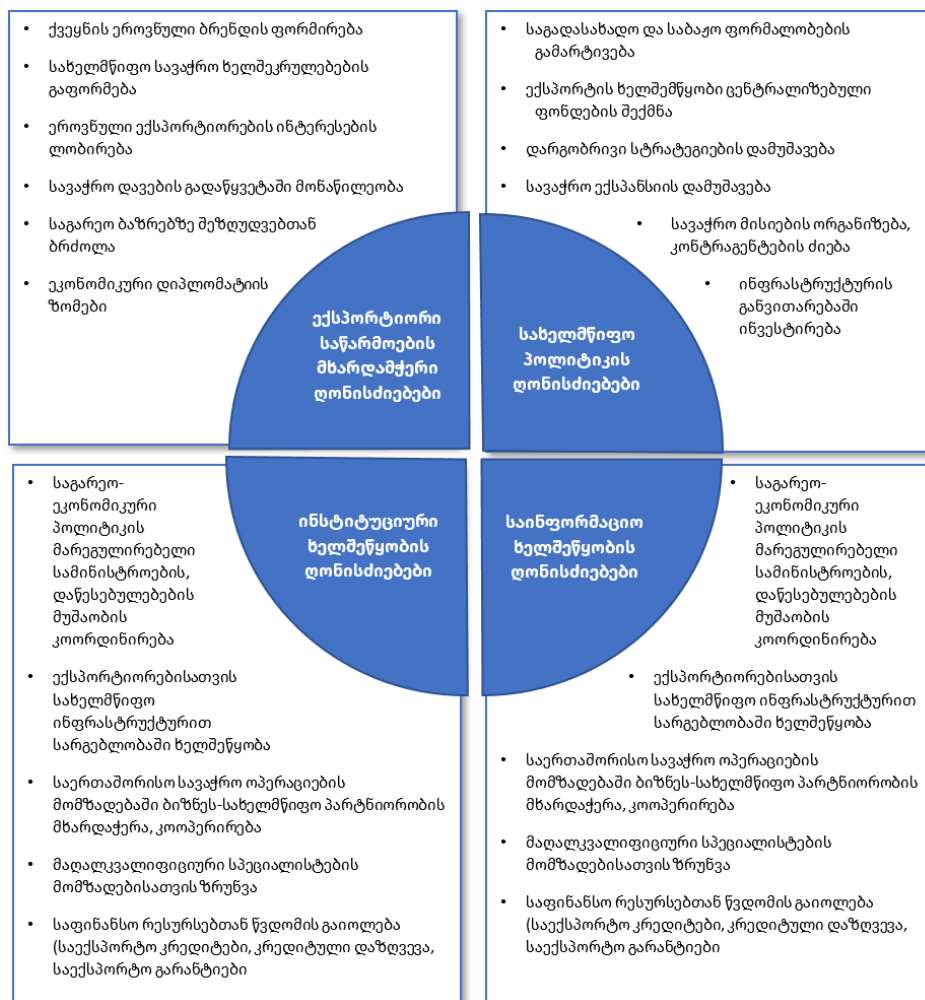 • ქვეყნის ეროვნული ბრენდის ფორმირება
• სახელმწიფო სავაჭრო ხელშეკრულებების
გაფორმება
• ეროვნული ექსპორტიორების ინტერესების
ლობირება
• სავაჭრო დავების გადაწყვეტაში მონაწილეობა
• საგარეო ბაზრებზე შეზღუდვებთან
ბრძოლა
• ეკონომიკური დიპლომატიის
ზომები
ექსპორტიორი
საწარმოების
მხარდამჭერი
ღონისძიებები
• საგადასახადო და საბაჟო ფორმალობების
გამარტივება
• ექსპორტის ხელშემწყობი ცენტრალიზებული
ფონდების შექმნა
• დარგობრივი სტრატეგიების დამუშავება
• სავაჭრო ექსპანსიის დამუშავება
• სავაჭრო მისიების ორგანიზება,
კონტრაგენტების ძიება
• ინფრასტრუქტურის
განვითარებაში
ინვესტირება
სახელმწიფო
პოლიტიკის
ღონისძიებები
• საგარეო-
ეკონომიკური
პოლიტიკის
მარეგულირებელი
სამინისტროების,
დაწესებულებების
მუშაობის
კოორდინირება
• ექსპორტიორებისათვის
სახელმწიფო
ინფრასტრუქტურით
სარგებლობაში ხელშეწყობა
• საერთაშორისო სავაჭრო ოპერაციების
მომზადებაში ბიზნეს-სახელმწიფო პარტნიორობის
მხარდაჭერა, კოოპერირება
• მაღალკვალიფიციური სპეციალისტების
მომზადებისათვის ზრუნვა
• საფინანსო რესურსებთან წვდომის გაიოლება
(საექსპორტო კრედიტები, კრედიტული დაზღვევა,
საექსპორტო გარანტიები
ინსტიტუციური
ხელშეწყობის
ღონისძიებები
• საგარეო-
ეკონომიკური
პოლიტიკის
მარეგულირებელი
სამინისტროების,
დაწესებულებების
მუშაობის
კოორდინირება
• ექსპორტიორებისათვის
სახელმწიფო ინფრასტრუქტურით
სარგებლობაში ხელშეწყობა
• საერთაშორისო სავაჭრო ოპერაციების
მომზადებაში ბიზნეს-სახელმწიფო პარტნიორობის
მხარდაჭერა, კოოპერირება
• მაღალკვალიფიციური სპეციალისტების
მომზადებისათვის ზრუნვა
• საფინანსო რესურსებთან წვდომის გაიოლება
(საექსპორტო კრედიტები, კრედიტული დაზღვევა,
საექსპორტო გარანტიები
საინფორმაციო
ხელშეწყობის
ღონისძიებები